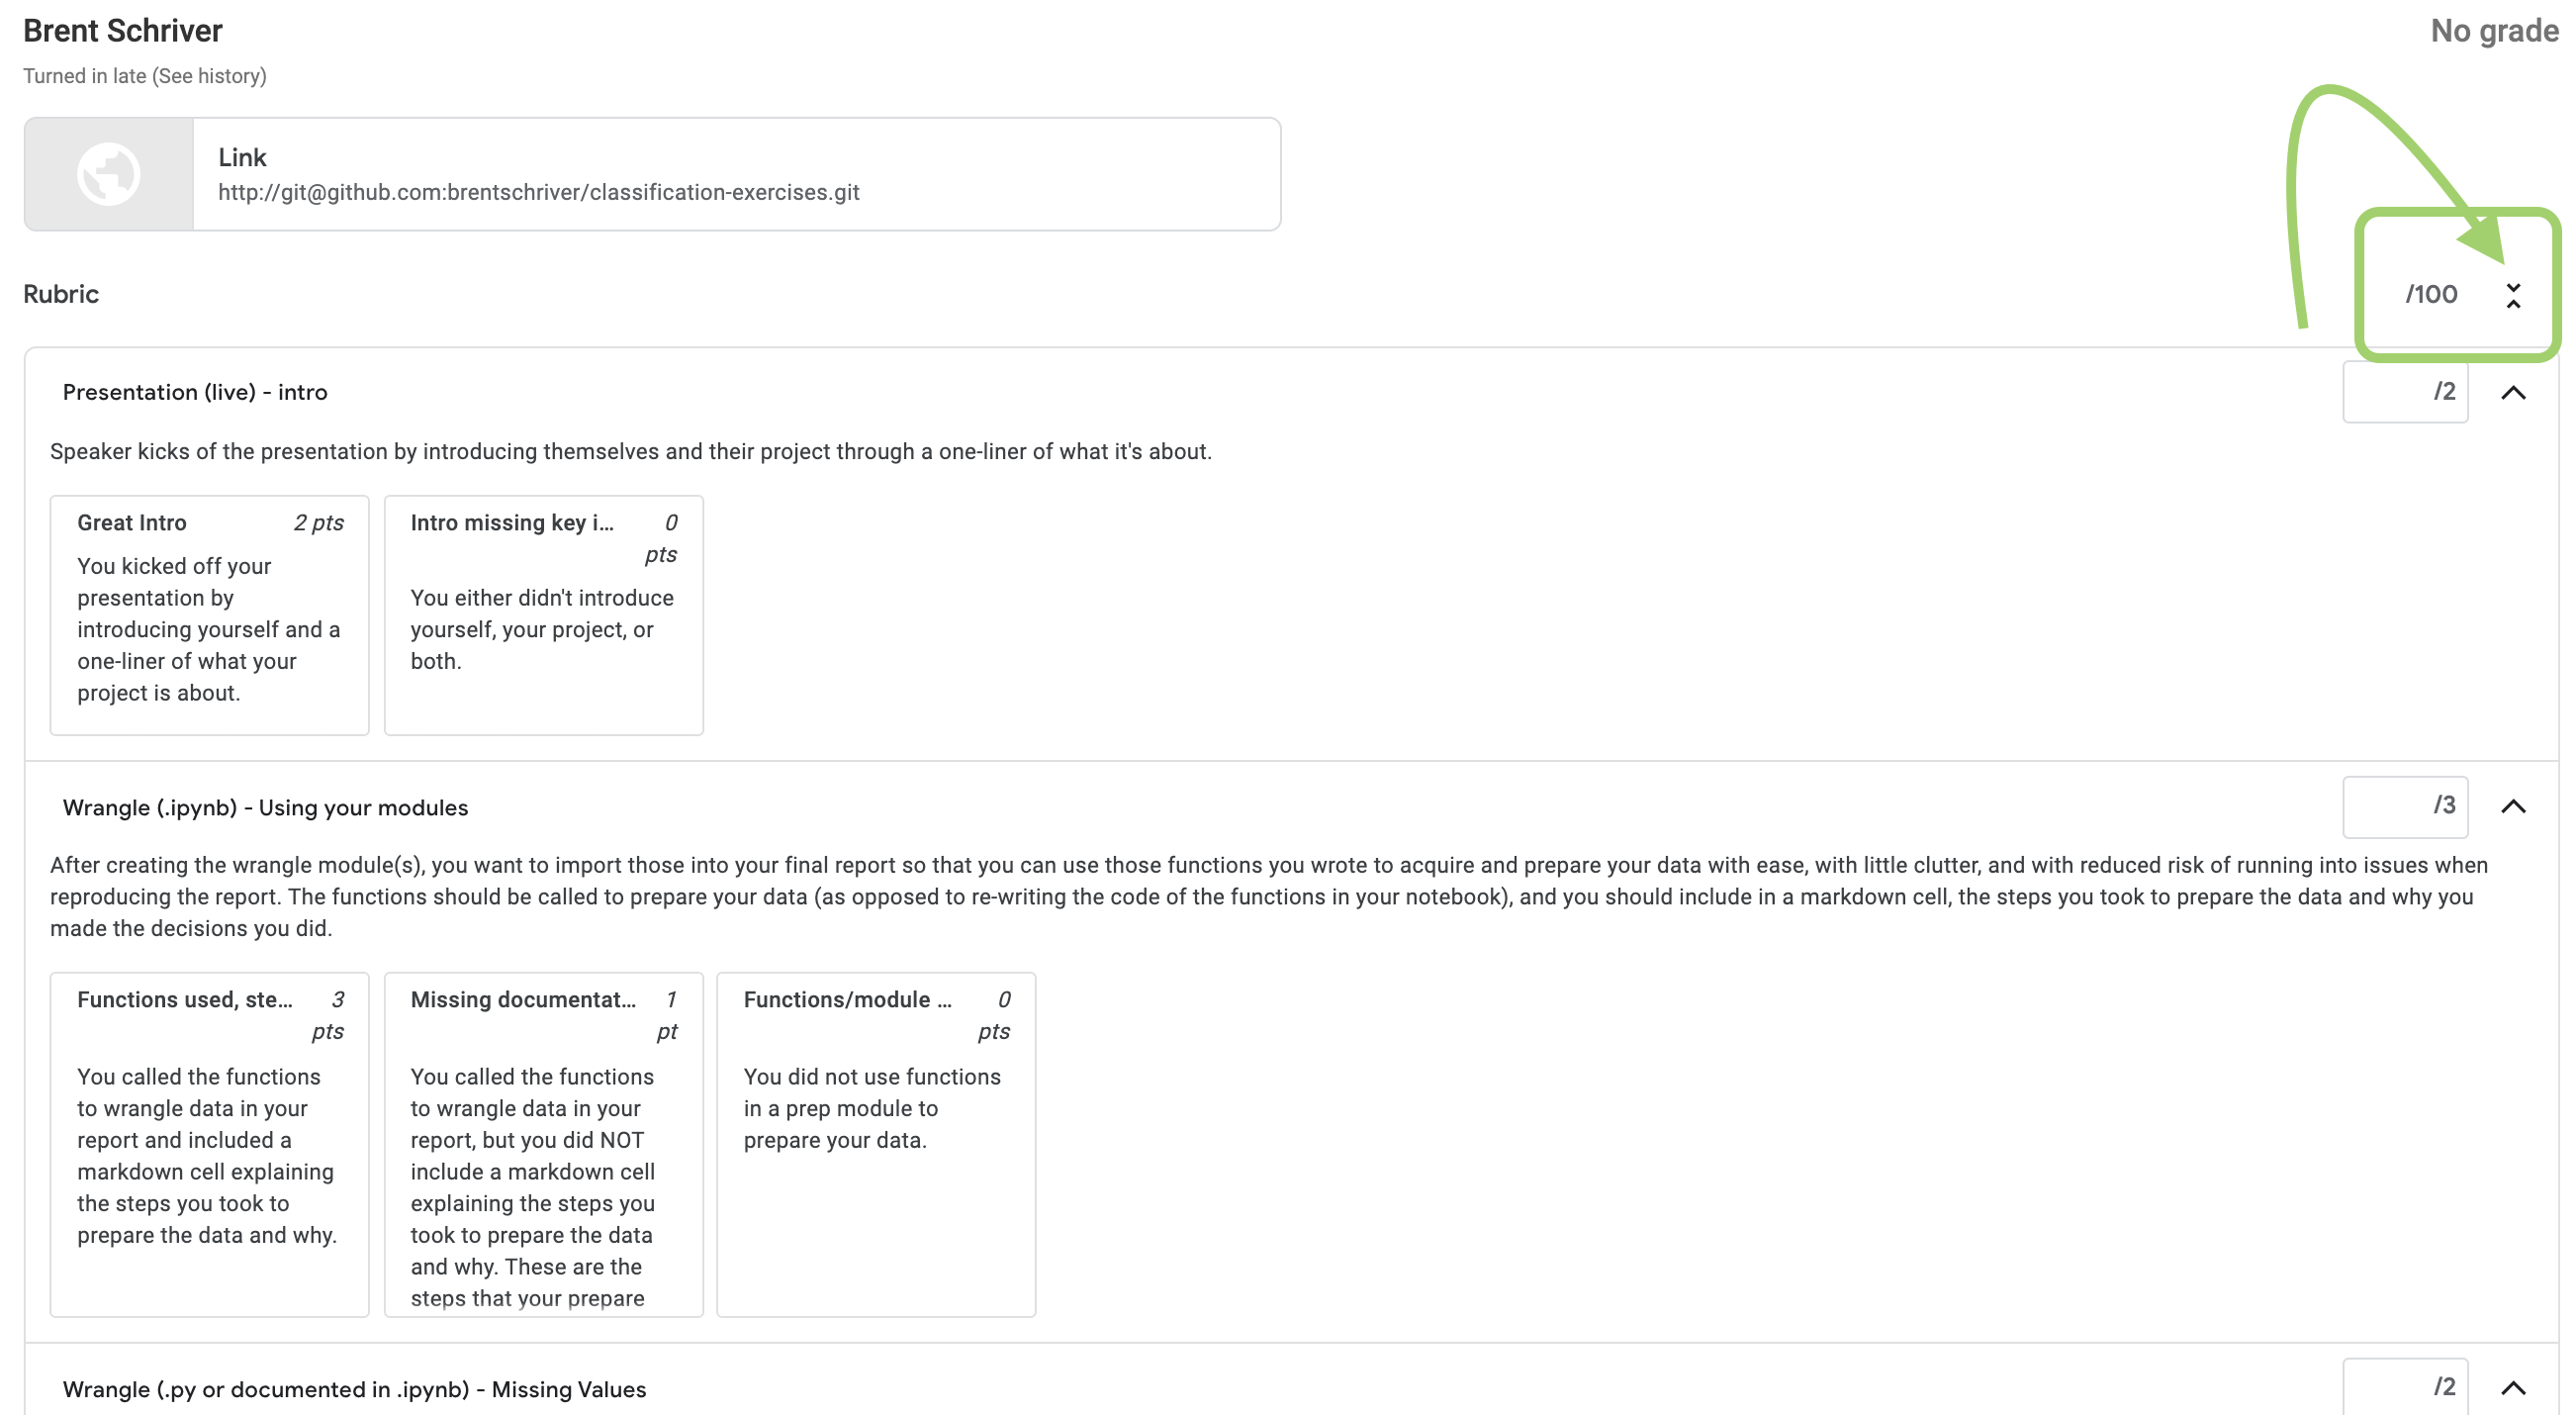 Brent Schriver
No grade
Turned in late (See history)
Link
http://git@github.com:brentschriver/classification-exercises.git
Rubric
/100
Presentation (live) - intro
/2
Speaker kicks of the presentation by introducing themselves and their project through a one-liner of what it's about.
Great Intro 2 pts
You kicked off your
presentation by
introducing yourself and a
one-liner of what your
project is about.
Intro missing key i... 0
pts
You either didn't introduce
yourself, your project, or
both.
Wrangle (.ipynb) - Using your modules
/3
After creating the wrangle module(s), you want to import those into your final report so that you can use those functions you wrote to acquire and prepare your data with ease, with little clutter, and with reduced risk of running into issues when
reproducing the report. The functions should be called to prepare your data (as opposed to re-writing the code of the functions in your notebook), and you should include in a markdown cell, the steps you took to prepare the data and why you
made the decisions you did.
Functions used, ste... 3
pts
You called the functions
to wrangle data in your
report and included a
markdown cell explaining
the steps you took to
prepare the data and why.
Missing documentat... 1
pt
You called the functions
to wrangle data in your
report, but you did NOT
include a markdown cell
explaining the steps you
took to prepare the data
and why. These are the
steps that your prepare
Functions/module ... 0
pts
You did not use functions
in a prep module to
prepare your data.
Wrangle (.py or documented in .ipynb) - Missing Values
/2